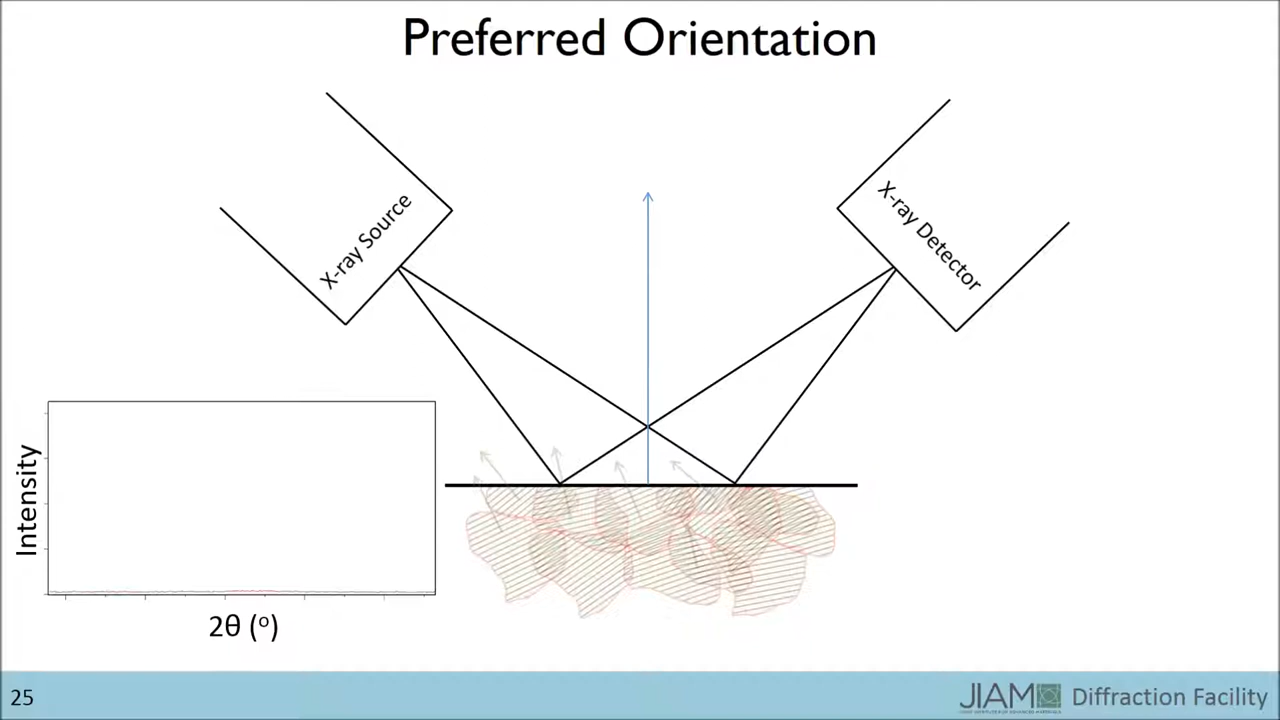 Preferred Orientation
X-ray Source
X-ray Detector
Intensity
2θ (°)
25
JIAM
Diffraction Facility